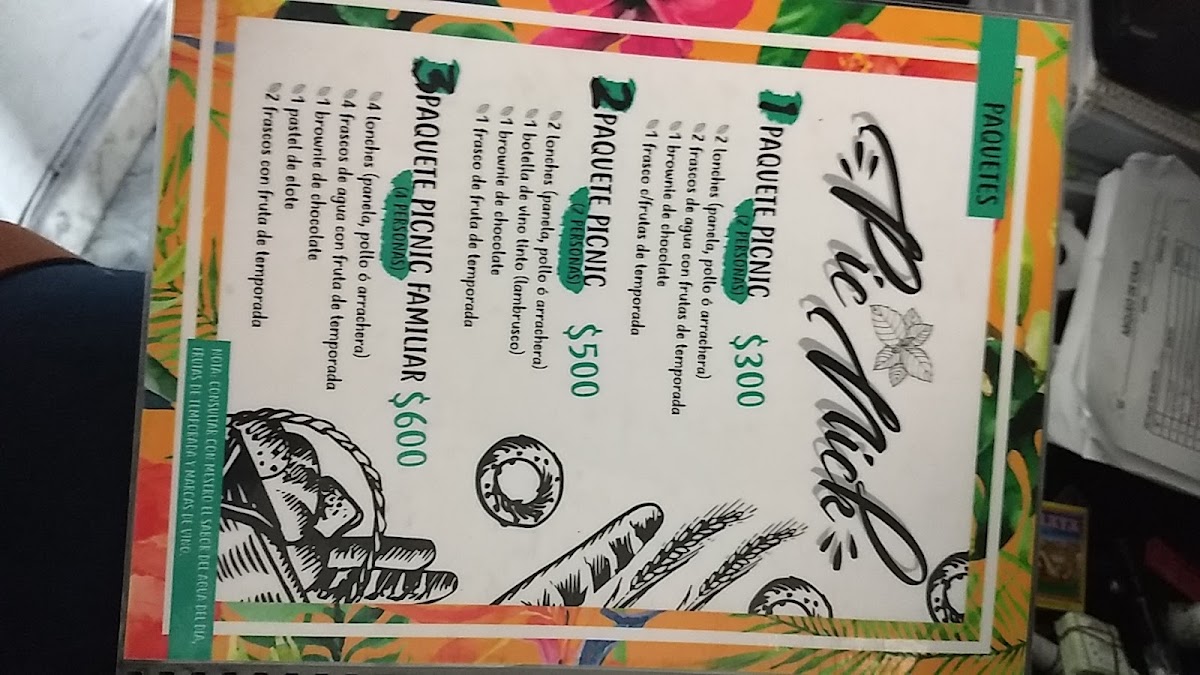 PAQUETES
Pic Nick
1 PAQUETE PICNIC $300
(2 PERSONAS)
2 lonches (panela, pollo ó arrachera)
2 frascos de agua con frutas de temporada
1 brownie de chocolate
1 frasco c/frutas de temporada
2 PAQUETE PICNIC $500
(2 PERSONAS)
2 lonches (panela, pollo ó arrachera)
1 botella de vino tinto (lambrusco)
1 brownie de chocolate
1 frasco de fruta de temporada
3 PAQUETE PICNIC FAMILIAR $600
(4 PERSONAS)
4 lonches (panela, pollo ó arrachera)
4 frascos de agua con fruta de temporada
1 brownie de chocolate
1 pastel de elote
2 frascos con fruta de temporada
NOTA: CONSULTAR CON MESERO EL SABOR DEL AGUA DEL DIA,
FRUTAS DE TEMPORADA Y MARCAS DE VINO.